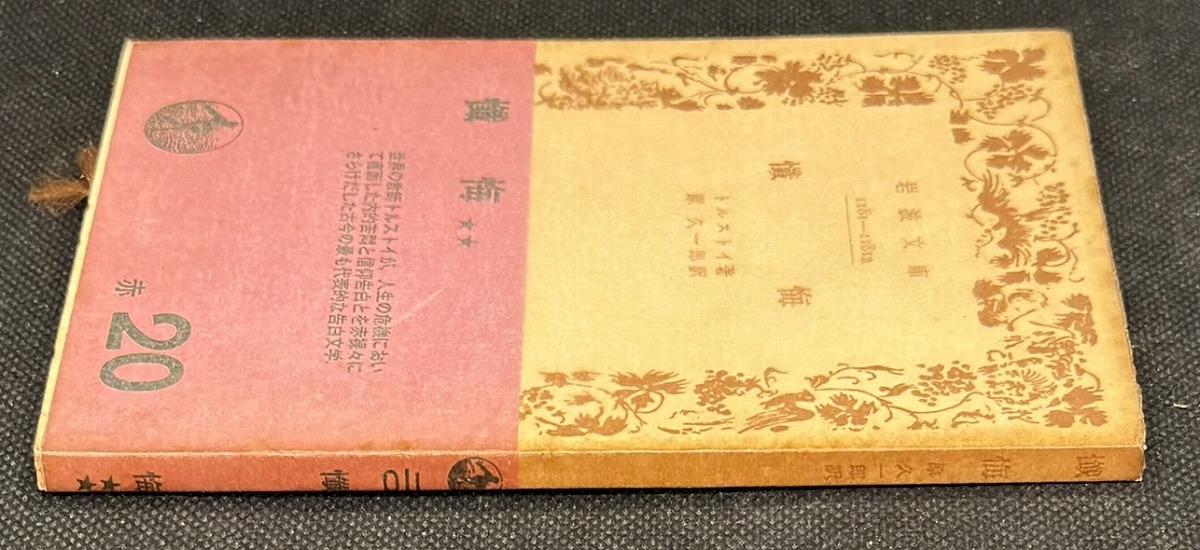 岩波文庫
1181—1182a
懺悔
トルストイ著
原久一郎訳
懺悔
★★
世界の教師トルストイが、人生の危機におい
て直面した内的苦悶と信仰告白とを赤裸々に
さらけだした古今の最も代表的な告白文学。
赤
20
懺悔
原久一郎訳
懺悔
★★